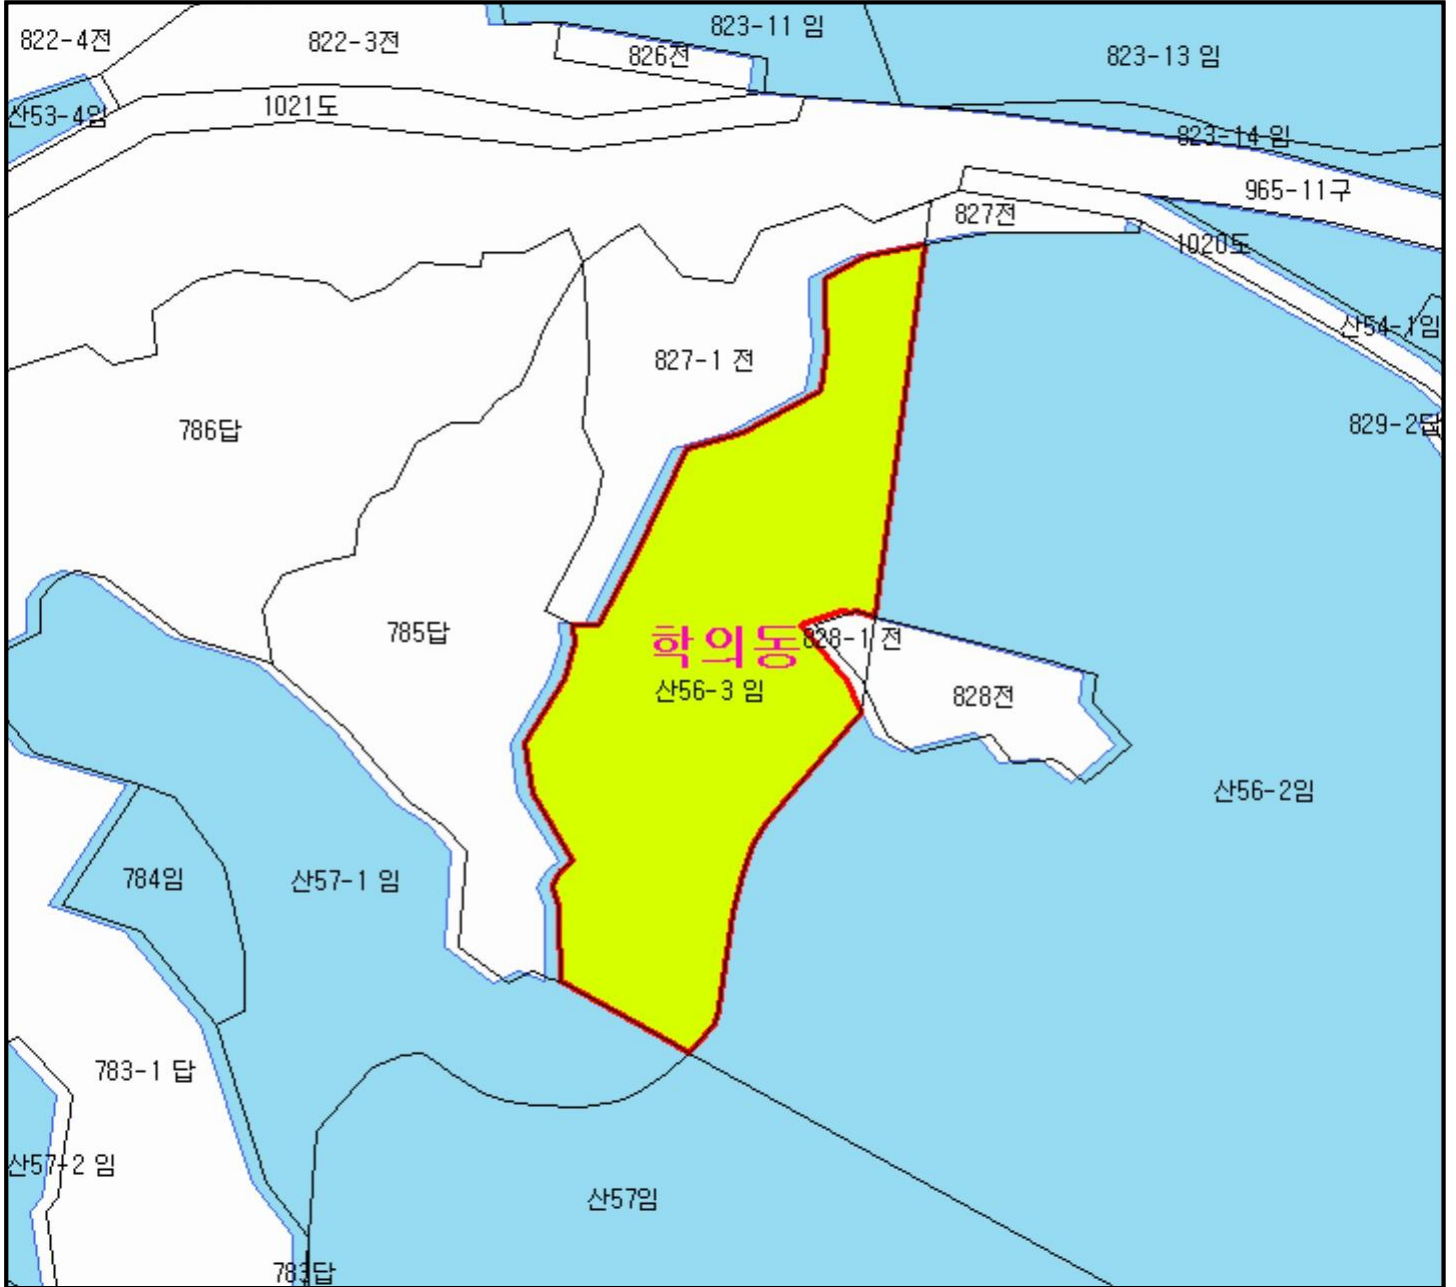 823-11 임
822-4전
822-3전
826전
823-13 임
1021도
산53-4임
823-14 임
965-11구
827전
1020도
산54-1임
827-1 전
829-2답
786답
785답
학의동
828-1 전
산56-3 임
828전
산56-2임
784임
산57-1 임
783-1 답
산57-2 임
산57임
783답